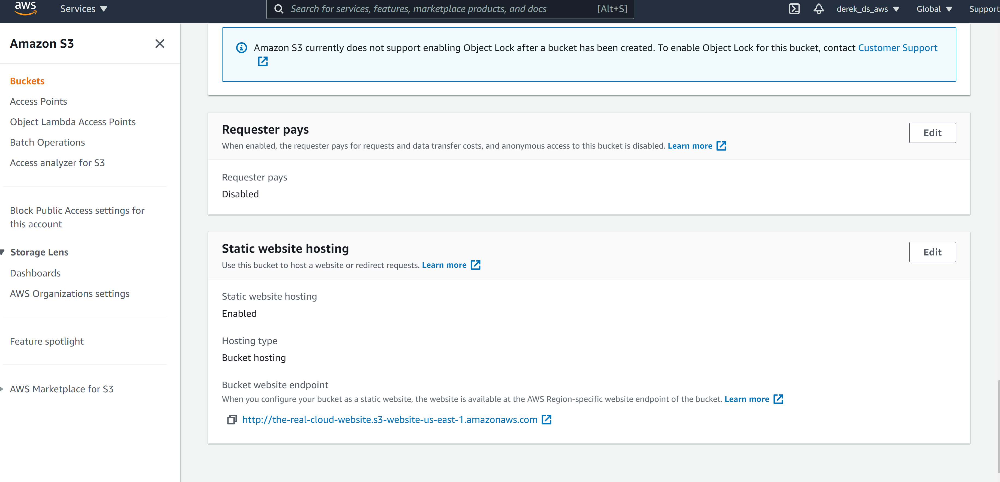 aws
Services
Search for services, features, marketplace products, and docs
[Alt+S]
derek_ds_aws
Global
Support
Amazon S3
Buckets
Access Points
Object Lambda Access Points
Batch Operations
Access analyzer for S3
Block Public Access settings for
this account
Storage Lens
Dashboards
AWS Organizations settings
Feature spotlight
AWS Marketplace for S3
Amazon S3 currently does not support enabling Object Lock after a bucket has been created. To enable Object Lock for this bucket, contact Customer Support
Requester pays
Edit
When enabled, the requester pays for requests and data transfer costs, and anonymous access to this bucket is disabled. Learn more
Requester pays
Disabled
Static website hosting
Edit
Use this bucket to host a website or redirect requests. Learn more
Static website hosting
Enabled
Hosting type
Bucket hosting
Bucket website endpoint
When you configure your bucket as a static website, the website is available at the AWS Region-specific website endpoint of the bucket. Learn more
http://the-real-cloud-website.s3-website-us-east-1.amazonaws.com